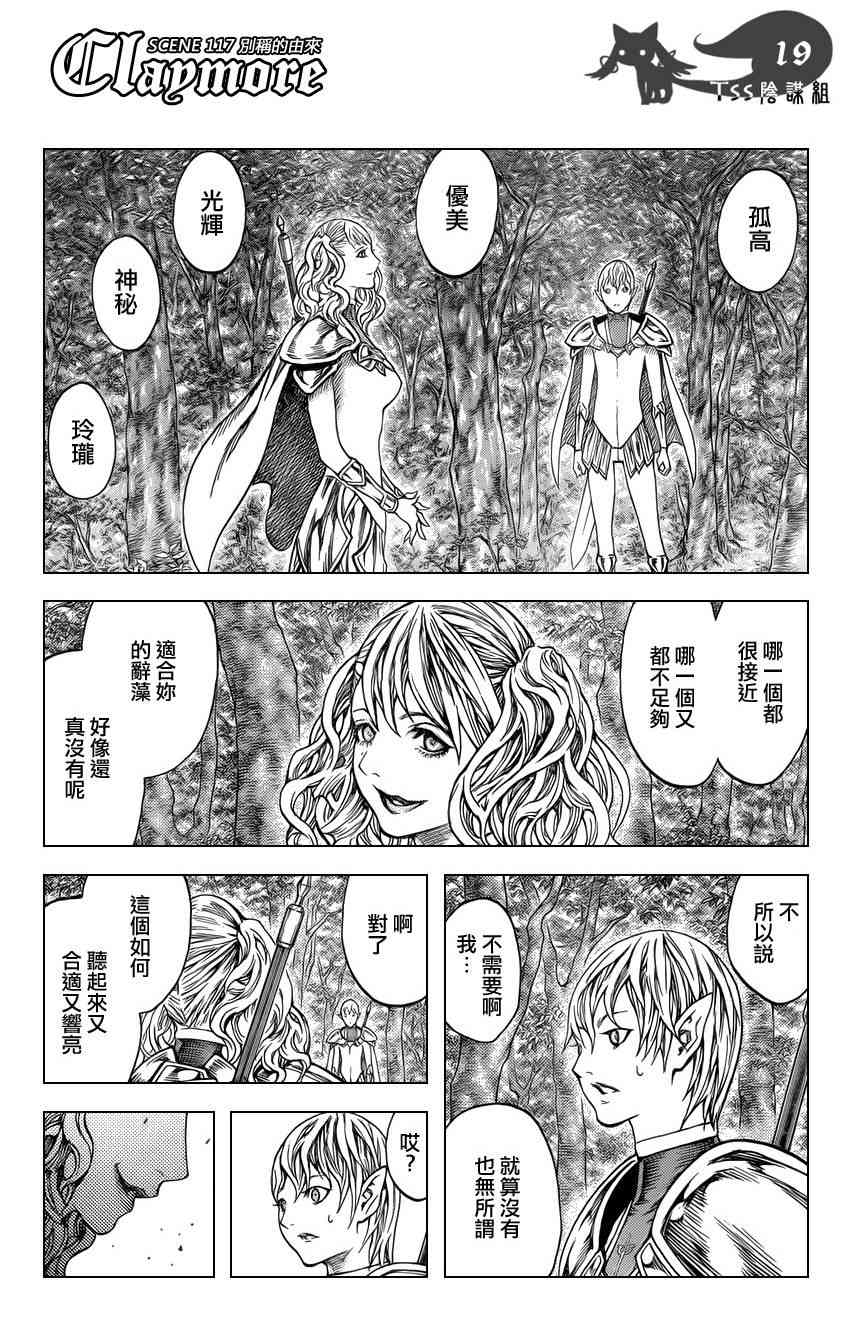 SCENE 117 別稱的由來
Claymore
19
TSS陰謀組
孤高
優美
光輝
神秘
玲瓏
哪一個都
很接近
哪一個又
都不足夠
適合妳
的辭藻
好像還
真沒有呢
不
所以說
不需要啊
我…
就算沒有
也無所謂
啊
對了
這個如何
聽起來又
合適又響亮
哎?